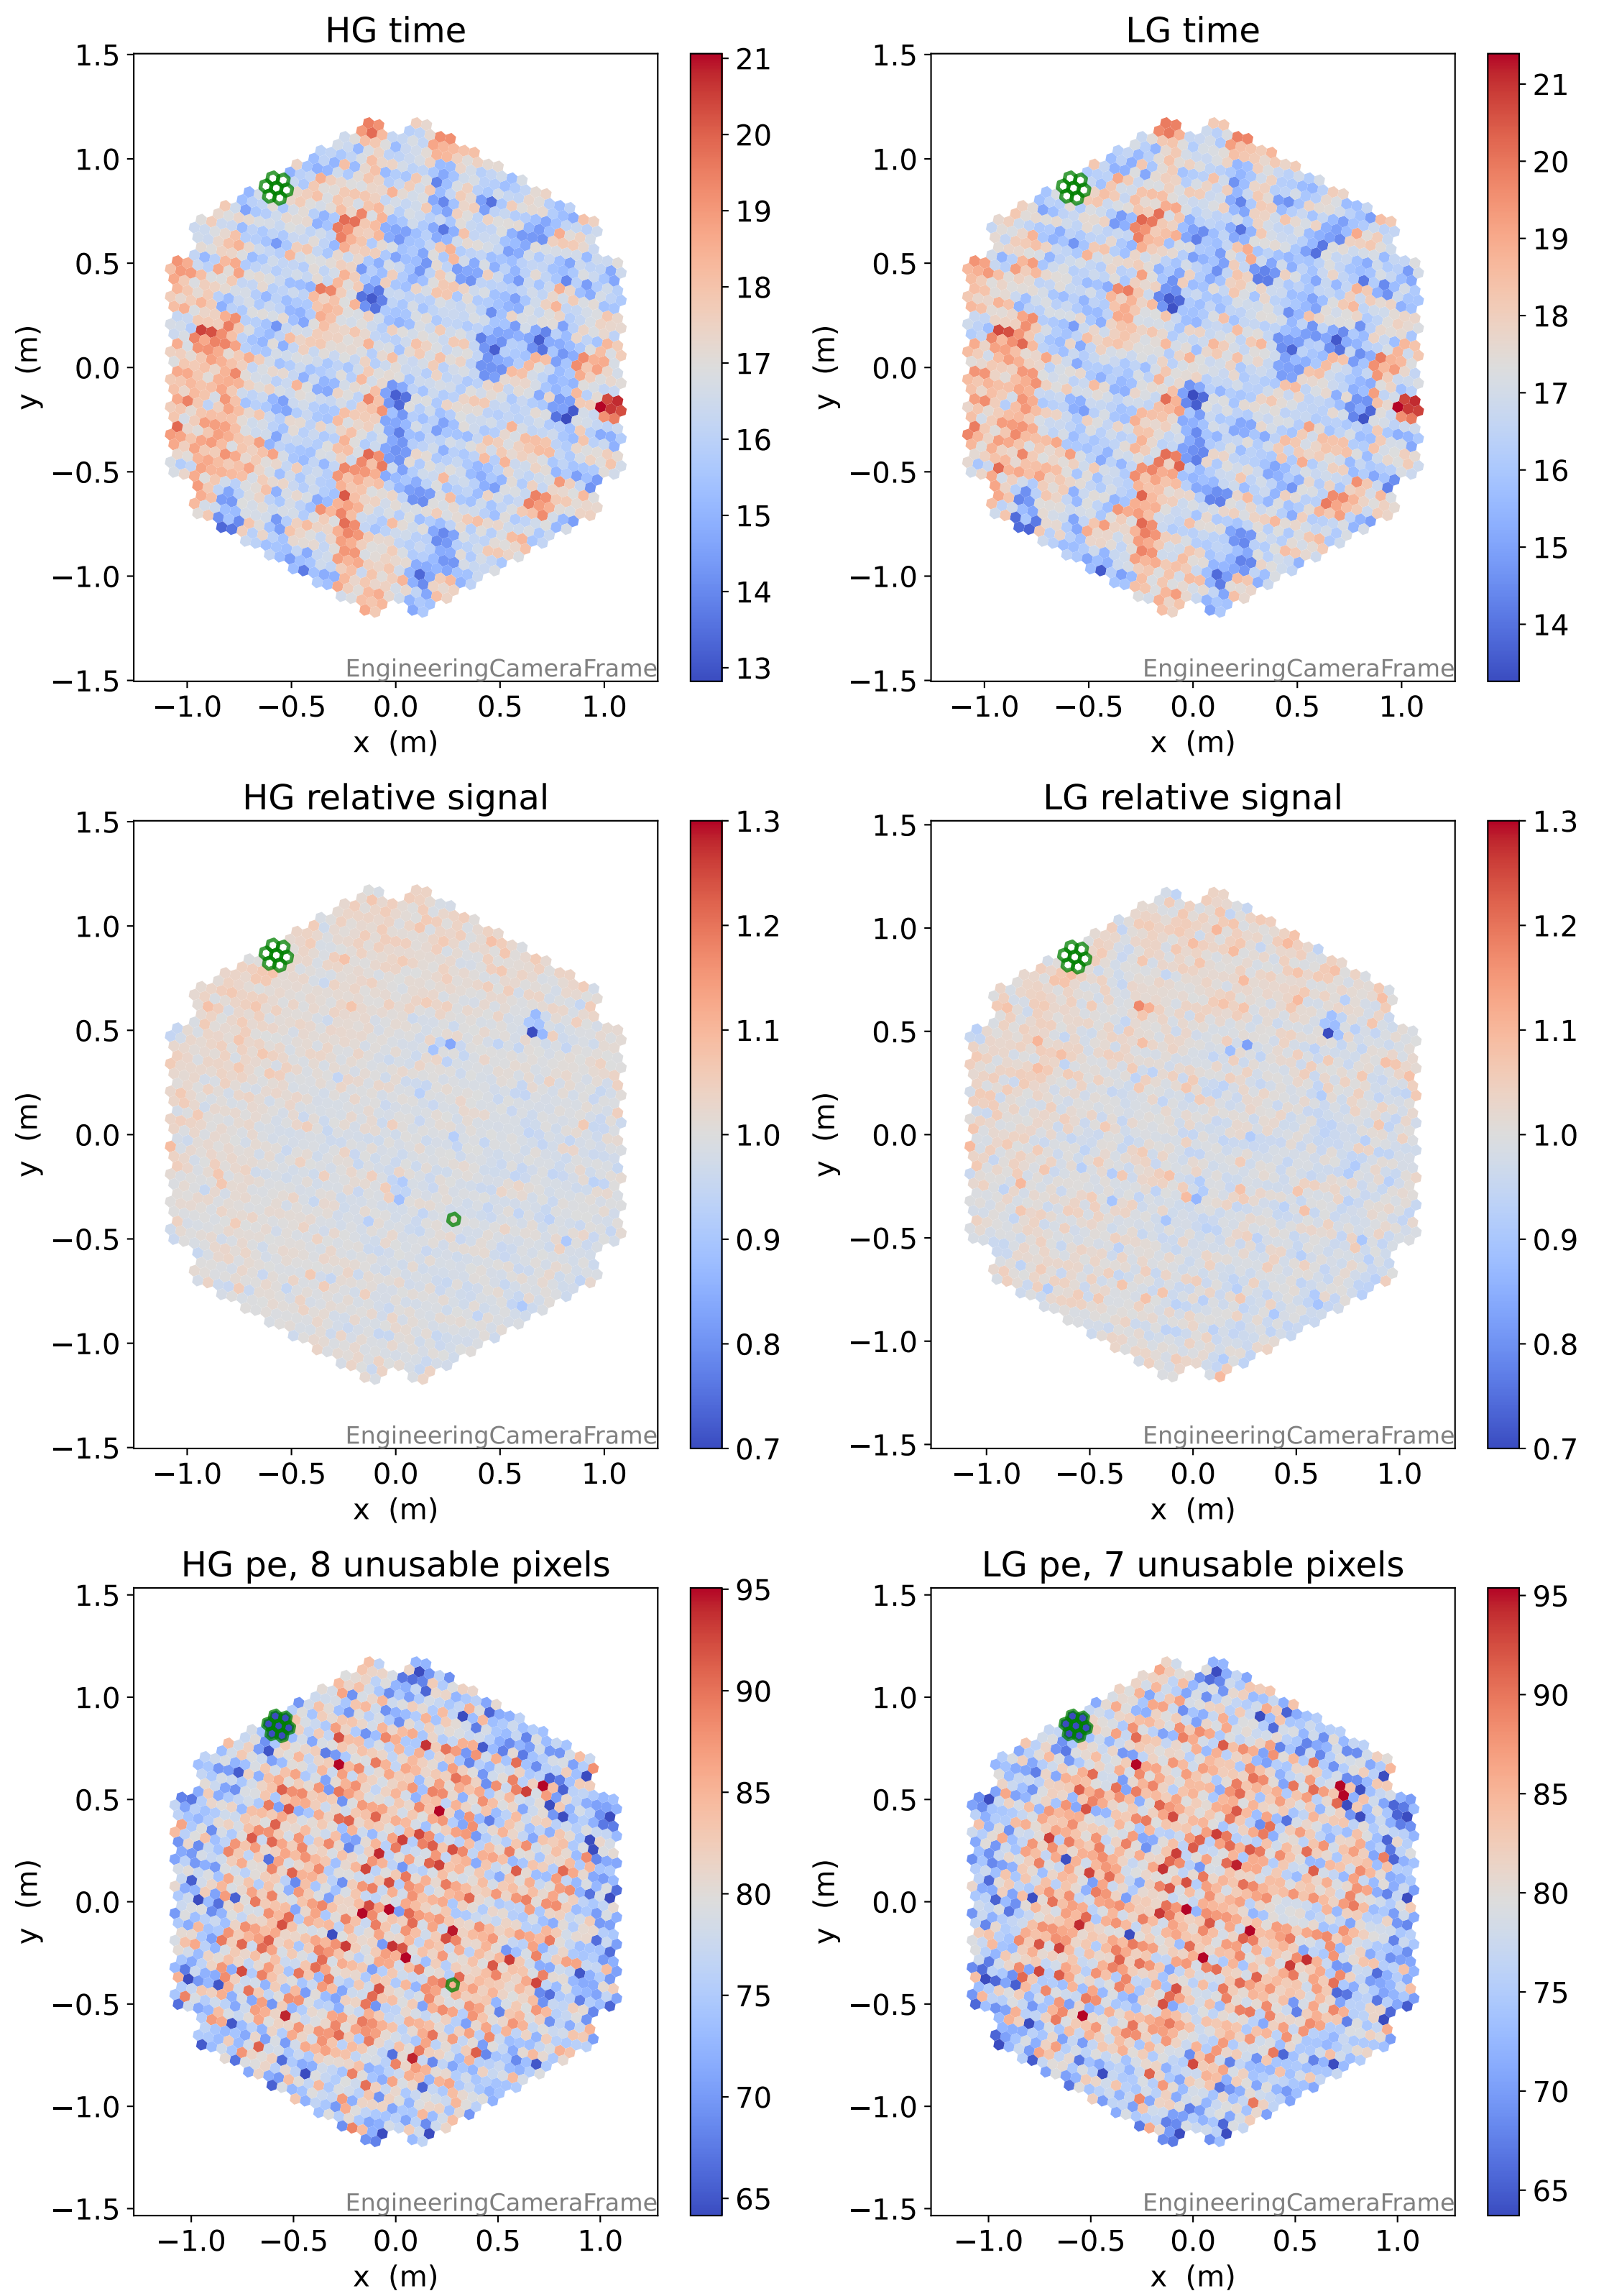 HG time
1.5
1.0
0.5
0.0
−0.5
−1.0
−1.5
y (m)
−1.0 −0.5 0.0 0.5 1.0
x (m)
EngineeringCameraFrame
21
20
19
18
17
16
15
14
13
LG time
1.5
1.0
0.5
0.0
−0.5
−1.0
−1.5
y (m)
−1.0 −0.5 0.0 0.5 1.0
x (m)
EngineeringCameraFrame
21
20
19
18
17
16
15
14
HG relative signal
1.5
1.0
0.5
0.0
−0.5
−1.0
−1.5
y (m)
−1.0 −0.5 0.0 0.5 1.0
x (m)
EngineeringCameraFrame
1.3
1.2
1.1
1.0
0.9
0.8
0.7
LG relative signal
1.5
1.0
0.5
0.0
−0.5
−1.0
−1.5
y (m)
−1.0 −0.5 0.0 0.5 1.0
x (m)
EngineeringCameraFrame
1.3
1.2
1.1
1.0
0.9
0.8
0.7
HG pe, 8 unusable pixels
1.5
1.0
0.5
0.0
−0.5
−1.0
−1.5
y (m)
−1.0 −0.5 0.0 0.5 1.0
x (m)
EngineeringCameraFrame
95
90
85
80
75
70
65
LG pe, 7 unusable pixels
1.5
1.0
0.5
0.0
−0.5
−1.0
−1.5
y (m)
−1.0 −0.5 0.0 0.5 1.0
x (m)
EngineeringCameraFrame
95
90
85
80
75
70
65